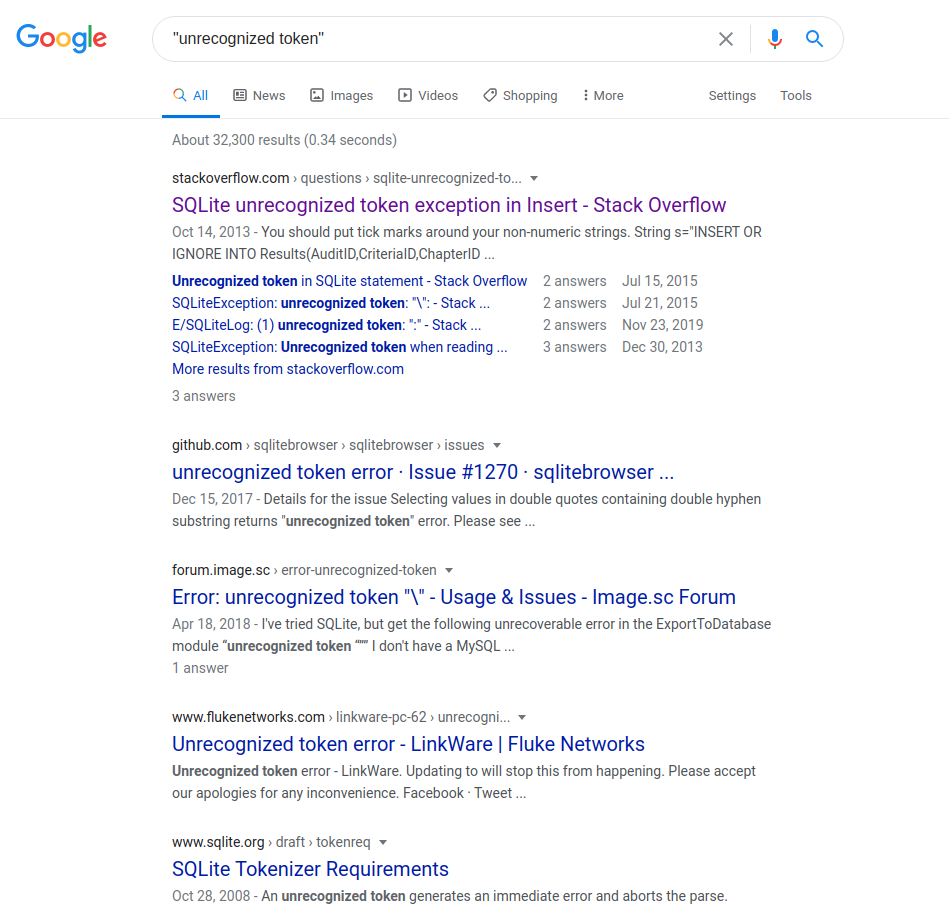 Google
"unrecognized token"
All News Images Videos Shopping More Settings Tools
About 32,300 results (0.34 seconds)
stackoverflow.com › questions › sqlite-unrecognized-to...
SQLite unrecognized token exception in Insert - Stack Overflow
Oct 14, 2013 - You should put tick marks around your non-numeric strings. String s="INSERT OR
IGNORE INTO Results(AuditID,CriteriaID,ChapterID ...
Unrecognized token in SQLite statement - Stack Overflow 2 answers Jul 15, 2015
SQLiteException: unrecognized token: "\": - Stack ... 2 answers Jul 21, 2015
E/SQLiteLog: (1) unrecognized token: ":" - Stack ... 2 answers Nov 23, 2019
SQLiteException: Unrecognized token when reading ... 3 answers Dec 30, 2013
More results from stackoverflow.com
3 answers
github.com › sqlitebrowser › sqlitebrowser › issues
unrecognized token error · Issue #1270 · sqlitebrowser ...
Dec 15, 2017 - Details for the issue Selecting values in double quotes containing double hyphen
substring returns "unrecognized token" error. Please see ...
forum.image.sc › error-unrecognized-token
Error: unrecognized token "\" - Usage & Issues - Image.sc Forum
Apr 18, 2018 - I've tried SQLite, but get the following unrecoverable error in the ExportToDatabase
module “unrecognized token “"” I don't have a MySQL ...
1 answer
www.flukenetworks.com › linkware-pc-62 › unrecogni...
Unrecognized token error - LinkWare | Fluke Networks
Unrecognized token error - LinkWare. Updating to will stop this from happening. Please accept
our apologies for any inconvenience. Facebook · Tweet ...
www.sqlite.org › draft › tokenreq
SQLite Tokenizer Requirements
Oct 28, 2008 - An unrecognized token generates an immediate error and aborts the parse.